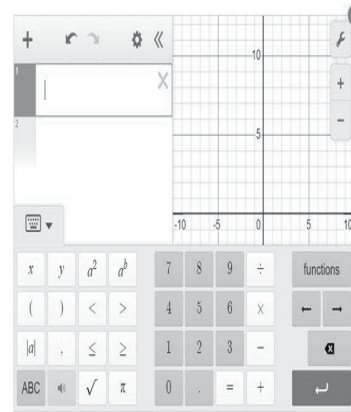 + «
1
10
+
2
−
5
-10 -5 0 5 10
x y a² aᵇ 7 8 9 ÷ functions
( ) < > 4 5 6 × ← →
|a| , ≤ ≥ 1 2 3 −
ABC √ π 0 . = +